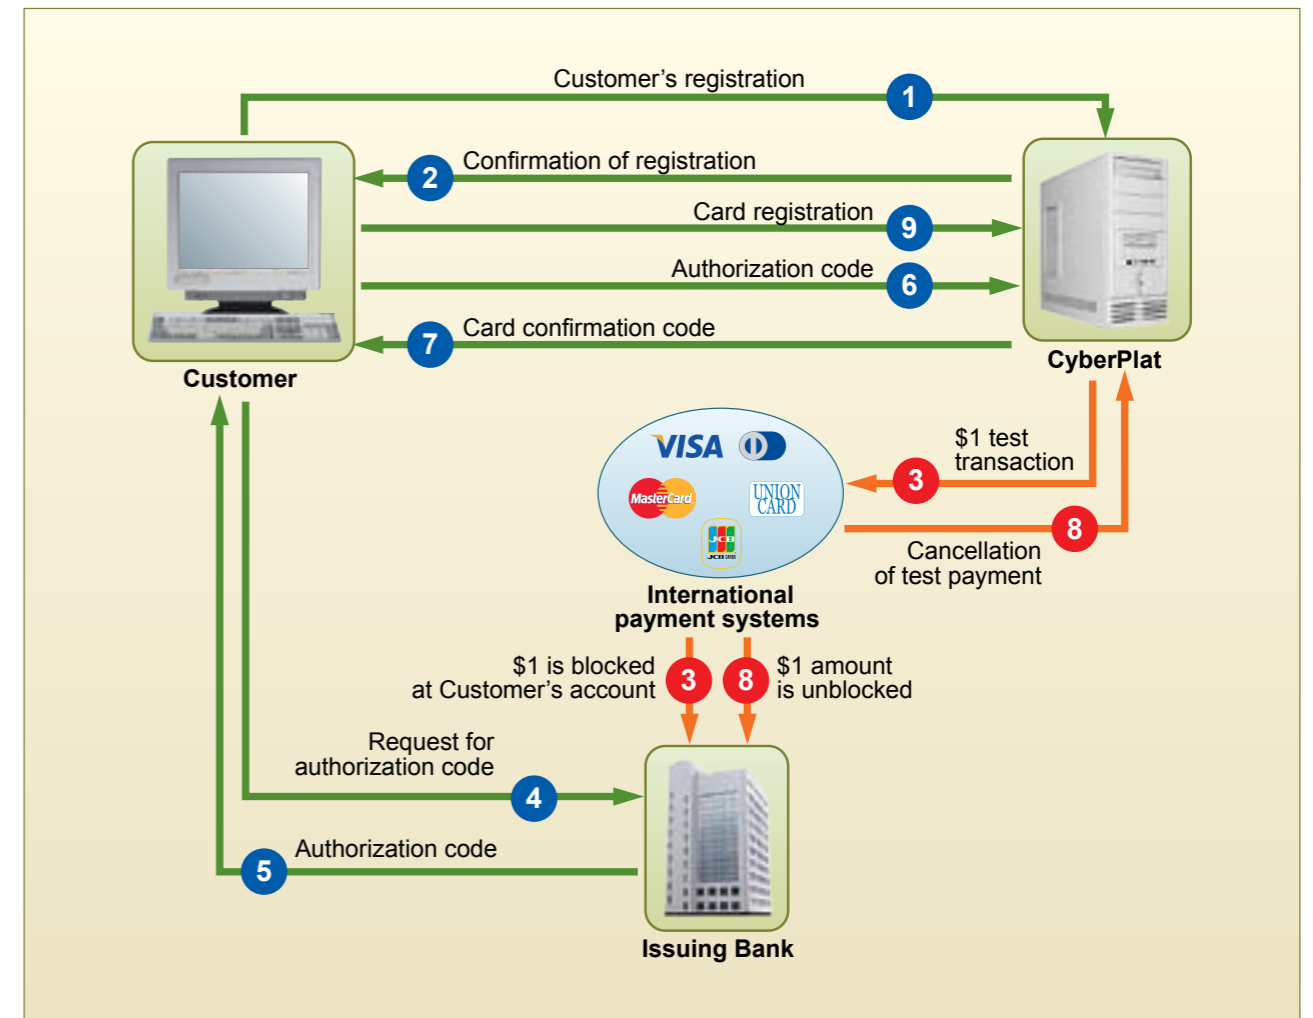 Customer’s registration
1
Confirmation of registration
2
Card registration
9
Authorization code
6
Card confirmation code
7
Customer
CyberPlat
VISA
MasterCard
UNION
CARD
JCB
JCB CARDS
$1 test
transaction
3
8
Cancellation
of test payment
International
payment systems
$1 is blocked
at Customer’s account
3
8
$1 amount
is unblocked
Request for
authorization code
4
Authorization code
5
Issuing Bank